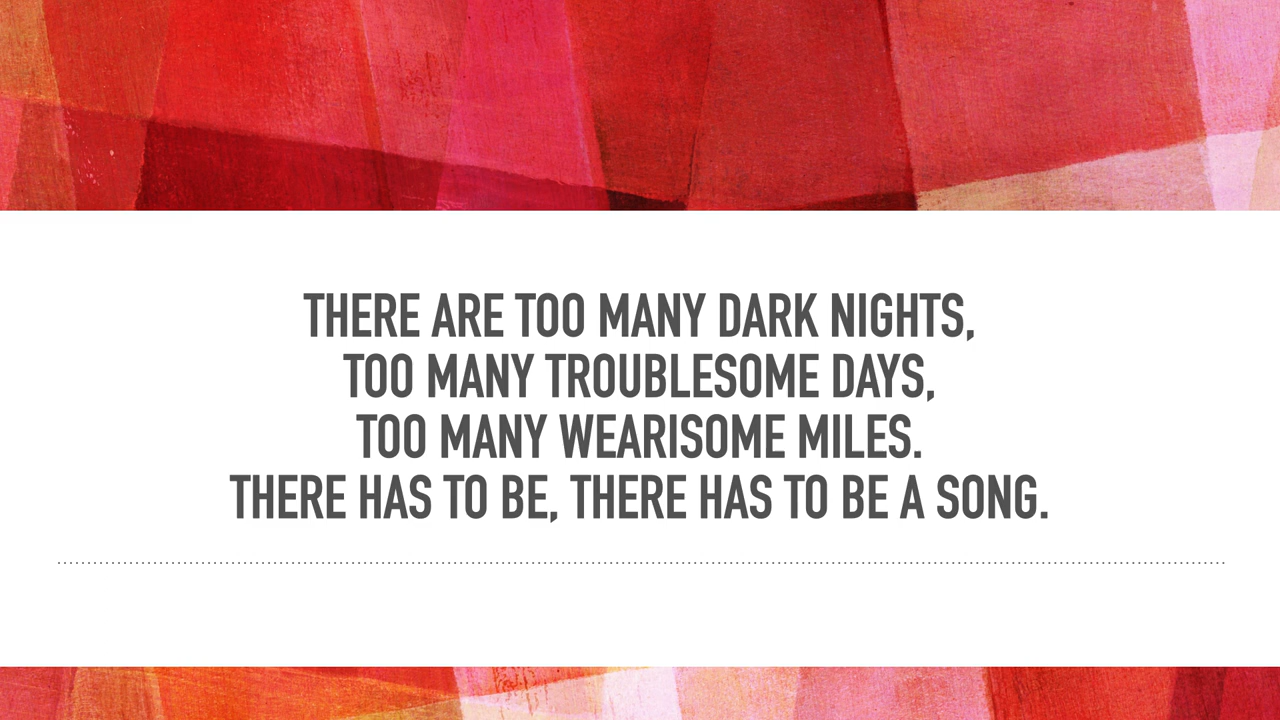 THERE ARE TOO MANY DARK NIGHTS,
TOO MANY TROUBLESOME DAYS,
TOO MANY WEARISOME MILES.
THERE HAS TO BE, THERE HAS TO BE A SONG.